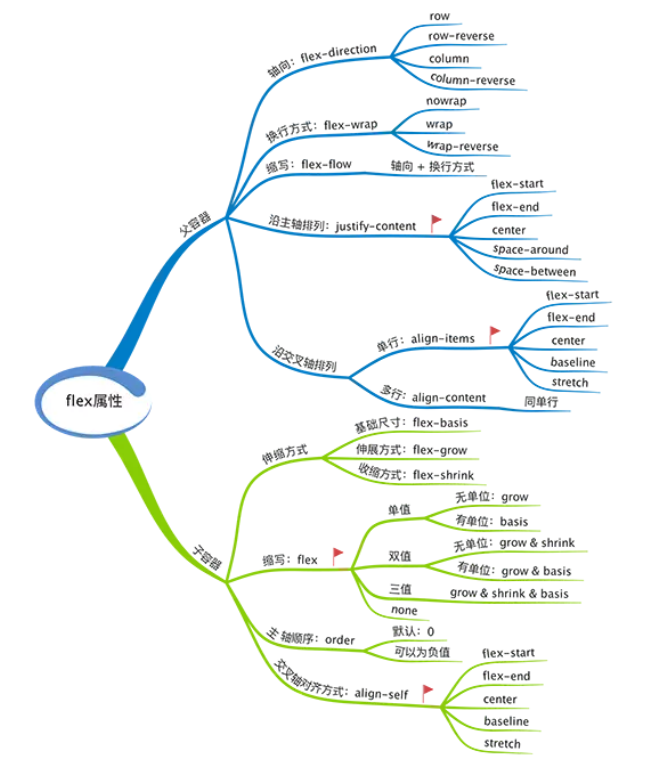 flex属性
父容器
轴向：flex-direction
row
row-reverse
column
column-reverse
换行方式：flex-wrap
nowrap
wrap
wrap-reverse
缩写：flex-flow
轴向 + 换行方式
沿主轴排列：justify-content
flex-start
flex-end
center
space-around
space-between
沿交叉轴排列
单行：align-items
flex-start
flex-end
center
baseline
stretch
多行：align-content
同单行
子容器
伸缩方式
基础尺寸：flex-basis
伸展方式：flex-grow
收缩方式：flex-shrink
缩写：flex
单值
无单位：grow
有单位：basis
双值
无单位：grow & shrink
有单位：grow & basis
三值
grow & shrink & basis
none
主轴顺序：order
默认：0
可以为负值
交叉轴对齐方式：align-self
flex-start
flex-end
center
baseline
stretch